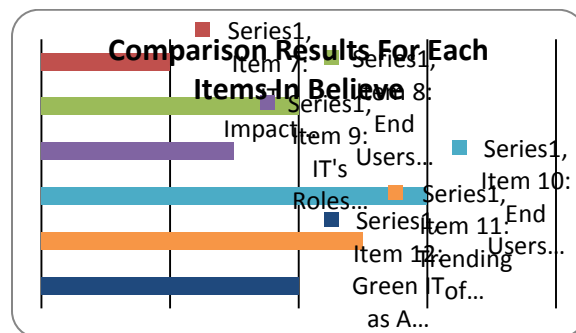 Comparison Results For Each
Items In Believe
Series1,
Item 7:
IT
Impact...
Series1,
Item 8:
End
Users...
Series1,
Item 9:
IT's
Roles...
Series1,
Item 10:
End
Users...
Series1,
Item 11:
Trending
of...
Series1,
Item 12:
Green IT
as A...